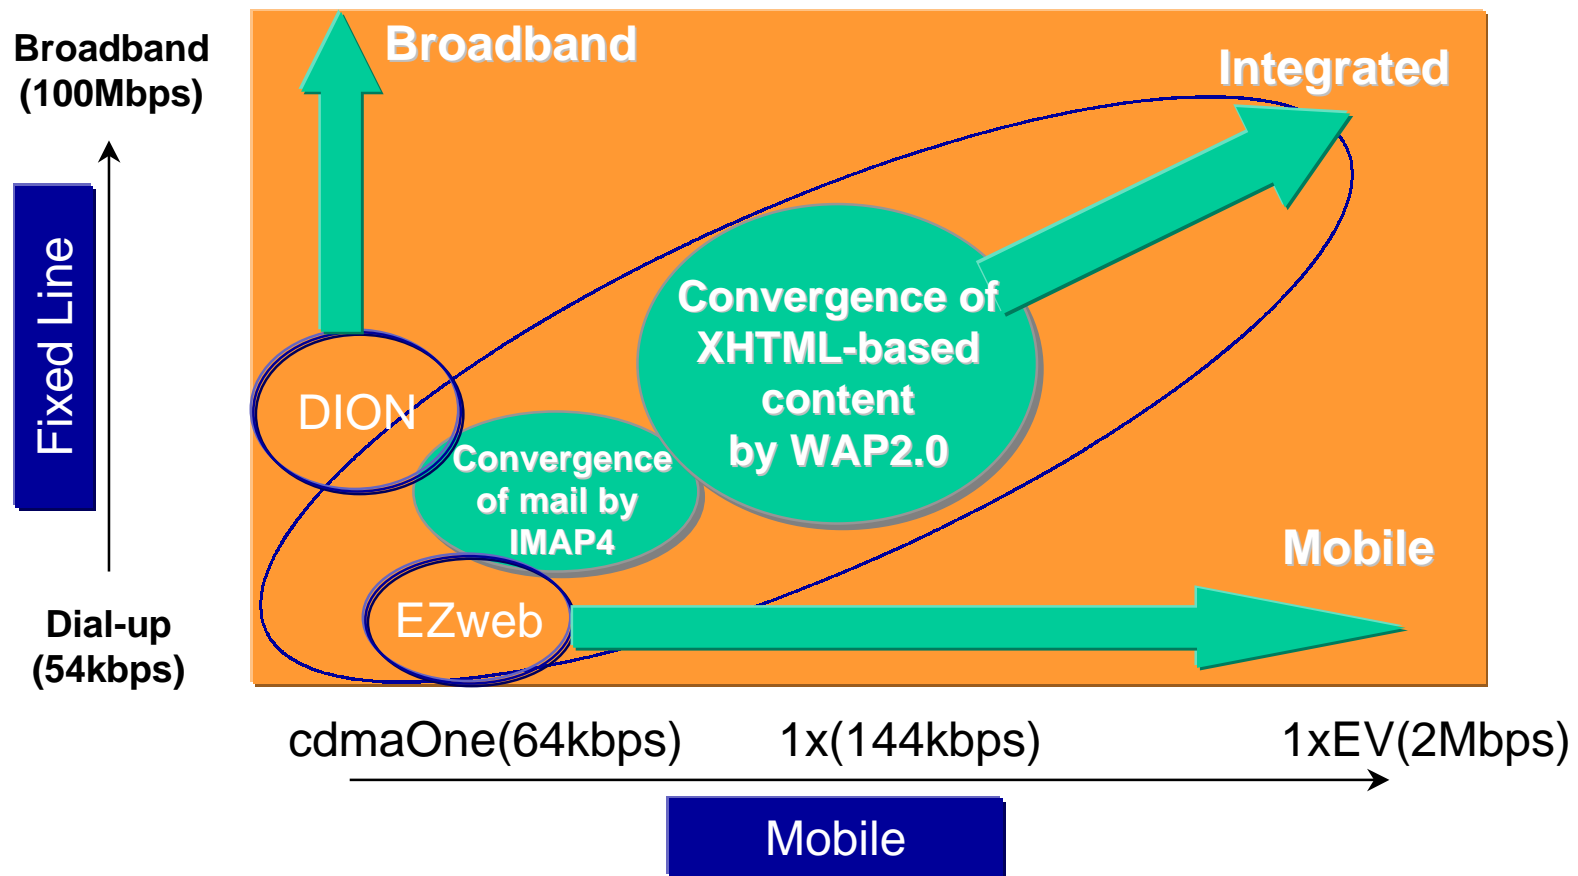 Broadband
(100Mbps)
Fixed Line
Dial-up
(54kbps)
Broadband
Integrated
Convergence of
XHTML-based
content
by WAP2.0
DION
Convergence
of mail by
IMAP4
EZweb
Mobile
cdmaOne(64kbps)
1x(144kbps)
1xEV(2Mbps)
Mobile